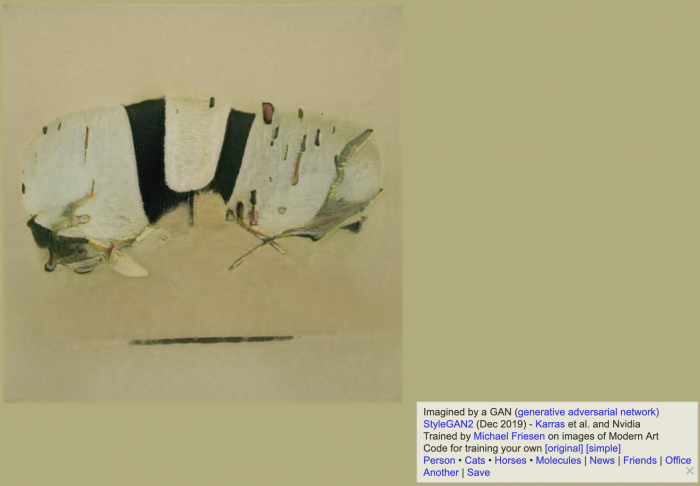 Imagined by a GAN (generative adversarial network)
StyleGAN2 (Dec 2019) - Karras et al. and Nvidia
Trained by Michael Friesen on images of Modern Art
Code for training your own [original] [simple]
Person • Cats • Horses • Molecules | News | Friends | Office
Another | Save